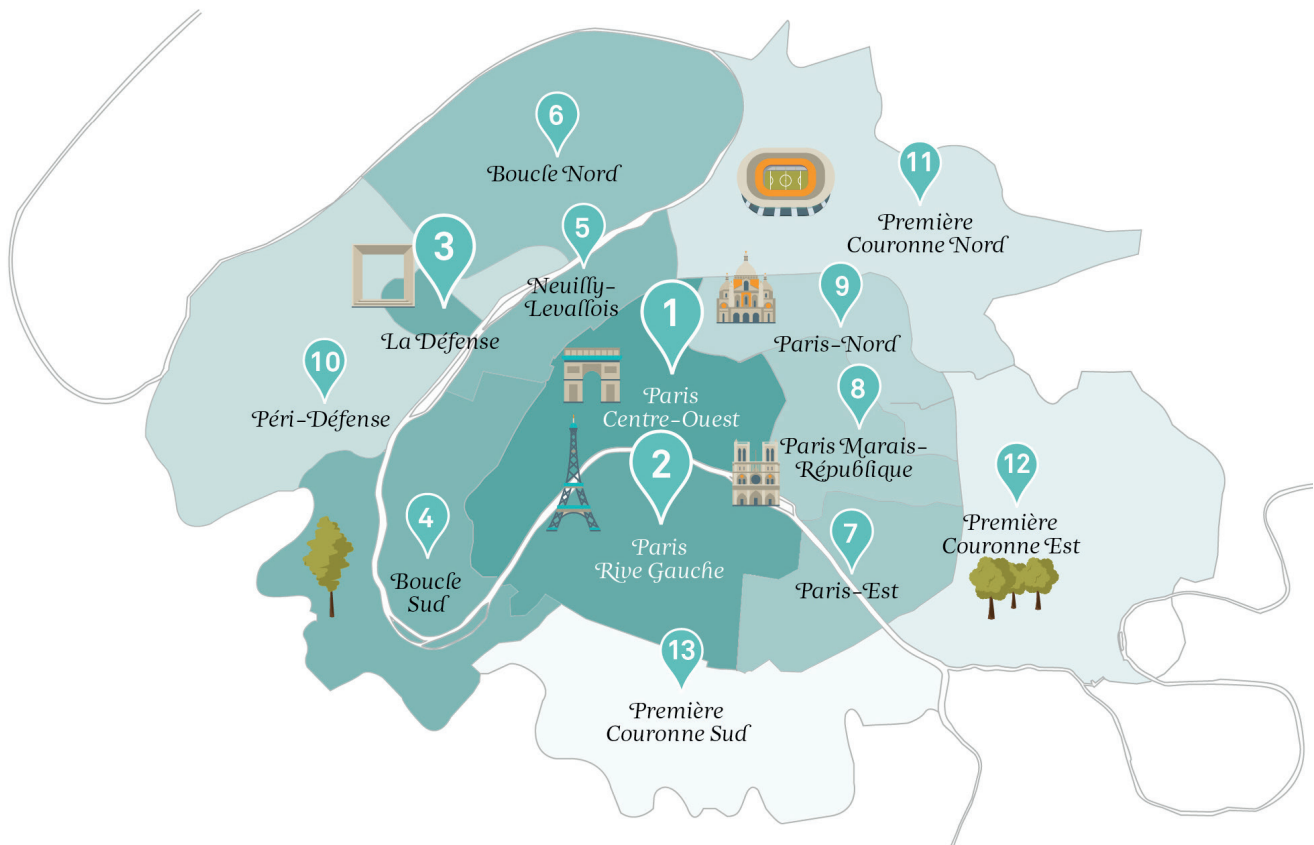 6
Boucle Nord
11
Première
Couronne Nord
5
Neuilly-
Levallois
3
La Défense
1
Paris
Centre-Ouest
9
Paris-Nord
10
Péri-Défense
8
Paris Marais-
République
2
Paris
Rive Gauche
12
Première
Couronne Est
4
Boucle
Sud
7
Paris-Est
13
Première
Couronne Sud